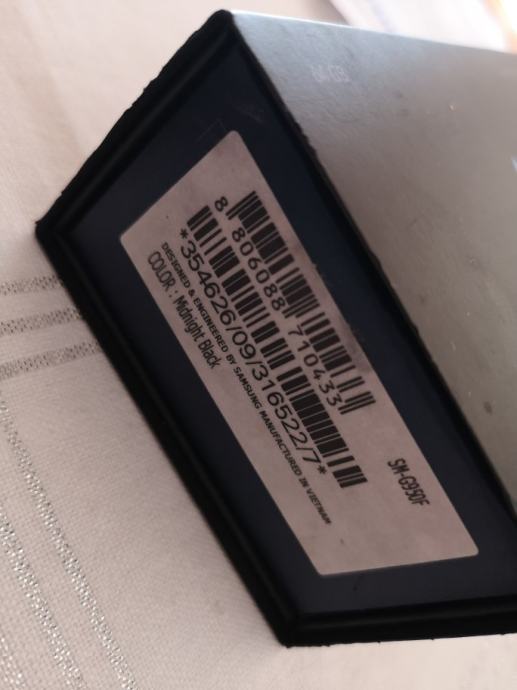 64GB
SM-G950F
8 806088 710433
*354626/09/316522/7*
DESIGNED & ENGINEERED BY SAMSUNG MANUFACTURED IN VIETNAM
COLOR : Midnight Black